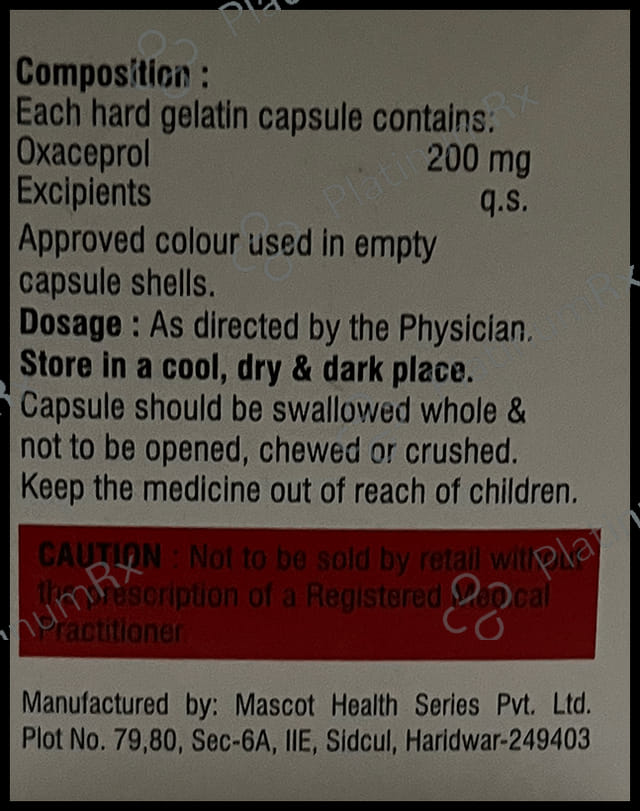 Composition :
Each hard gelatin capsule contains:
Oxaceprol 200 mg
Excipients q.s.
Approved colour used in empty
capsule shells.
Dosage : As directed by the Physician.
Store in a cool, dry & dark place.
Capsule should be swallowed whole &
not to be opened, chewed or crushed.
Keep the medicine out of reach of children.
CAUTION : Not to be sold by retail without
the prescription of a Registered Medical
Practitioner
Manufactured by: Mascot Health Series Pvt. Ltd.
Plot No. 79,80, Sec-6A, IIE, Sidcul, Haridwar-249403
PlatinumRx